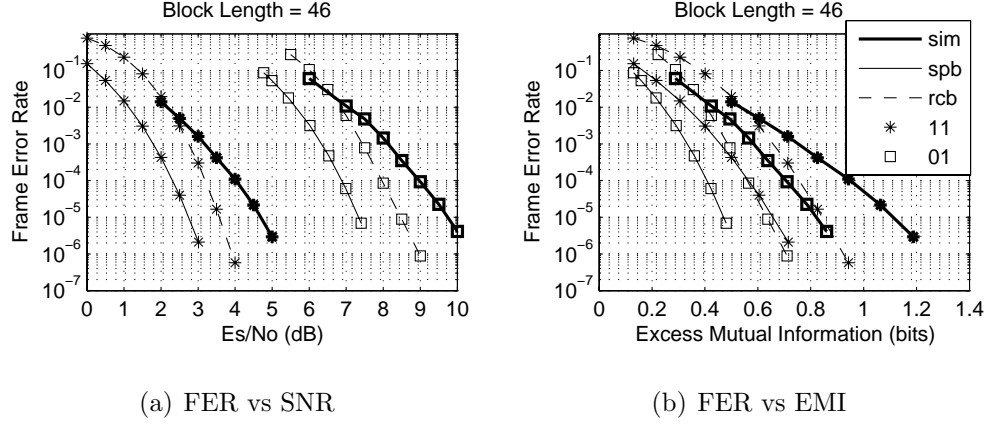 Block Length = 46
Frame Error Rate
10^-1
10^-2
10^-3
10^-4
10^-5
10^-6
10^-7
0 1 2 3 4 5 6 7 8 9 10
Es/No (dB)
(a) FER vs SNR
Block Length = 46
Frame Error Rate
10^-1
10^-2
10^-3
10^-4
10^-5
10^-6
10^-7
0 0.2 0.4 0.6 0.8 1 1.2 1.4
Excess Mutual Information (bits)
sim
spb
rcb
11
01
(b) FER vs EMI